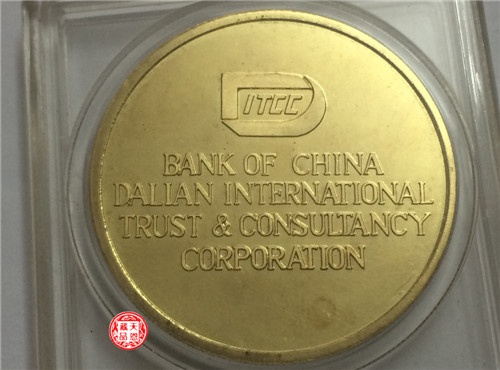 DITCC
BANK OF CHINA
DALIAN INTERNATIONAL
TRUST & CONSULTANCY
CORPORATION